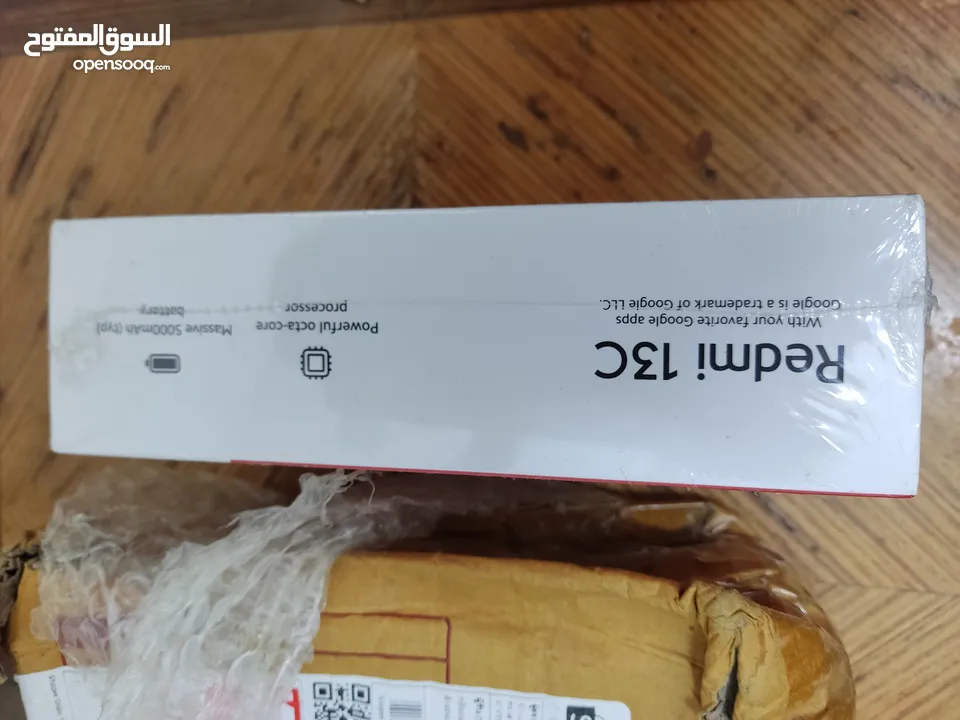 السوق المفتوح
opensooq.com
Redmi 13C
With your favorite Google apps
Google is a trademark of Google LLC.
Powerful octa-core
processor
Massive 5000mAh (typ)
battery